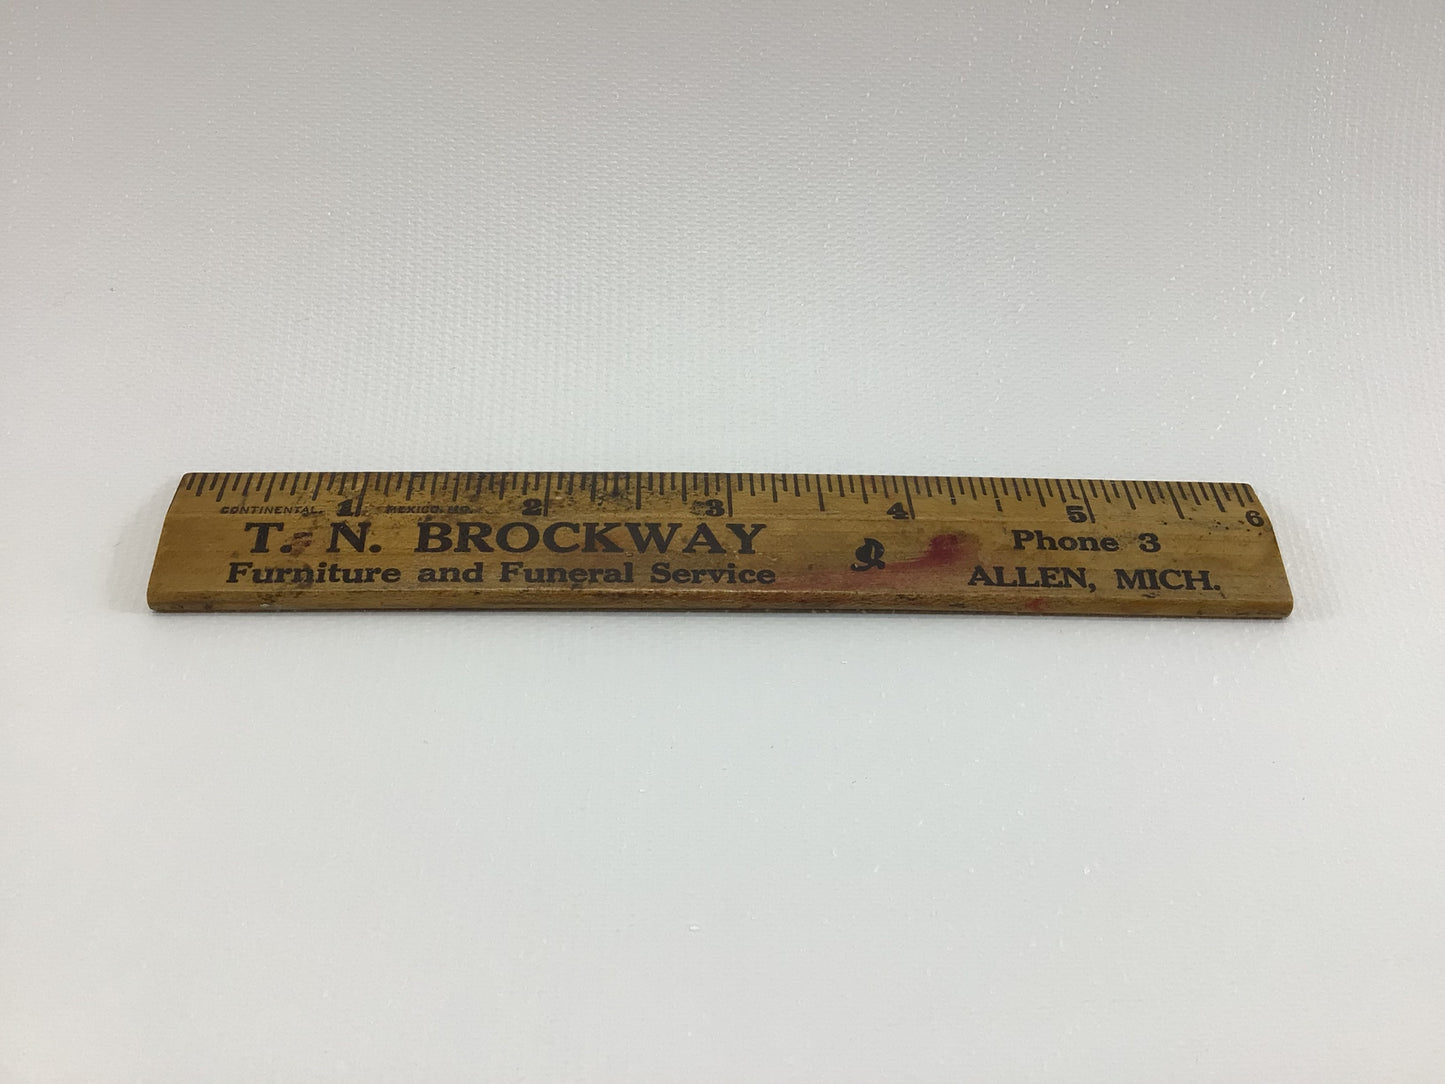 1 2 3 4 5 6
CONTINENTAL, MEXICO, MO.
T. N. BROCKWAY
Furniture and Funeral Service
Phone 3
ALLEN, MICH.